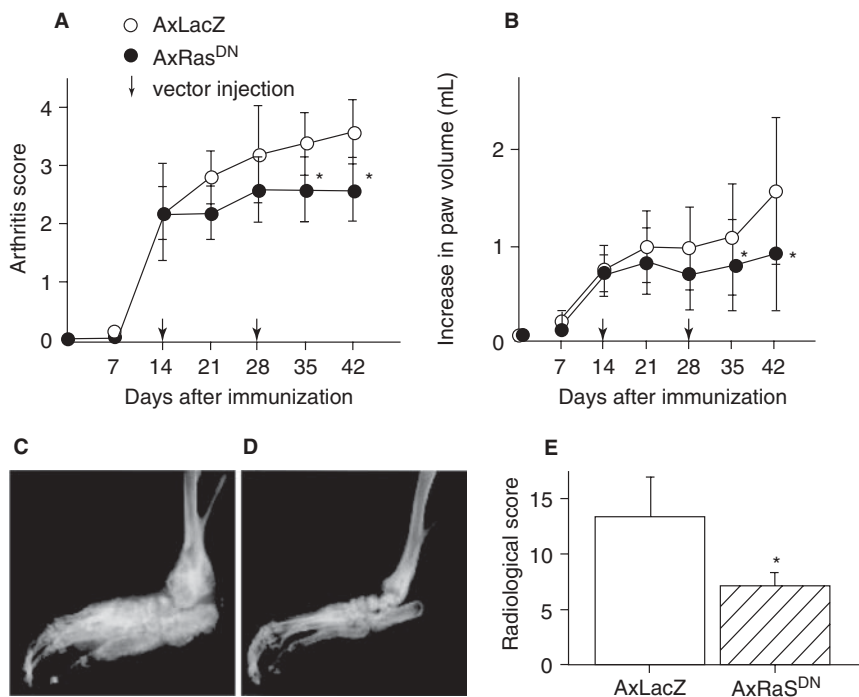 A
AxLacZ
AxRas^DN
vector injection
Arthritis score
4
3
2
1
0
* *
7 14 21 28 35 42
Days after immunization
B
Increase in paw volume (mL)
2
1
0
* *
7 14 21 28 35 42
Days after immunization
C
D
E
Radiological score
15
10
5
0
*
AxLacZ AxRaS^DN